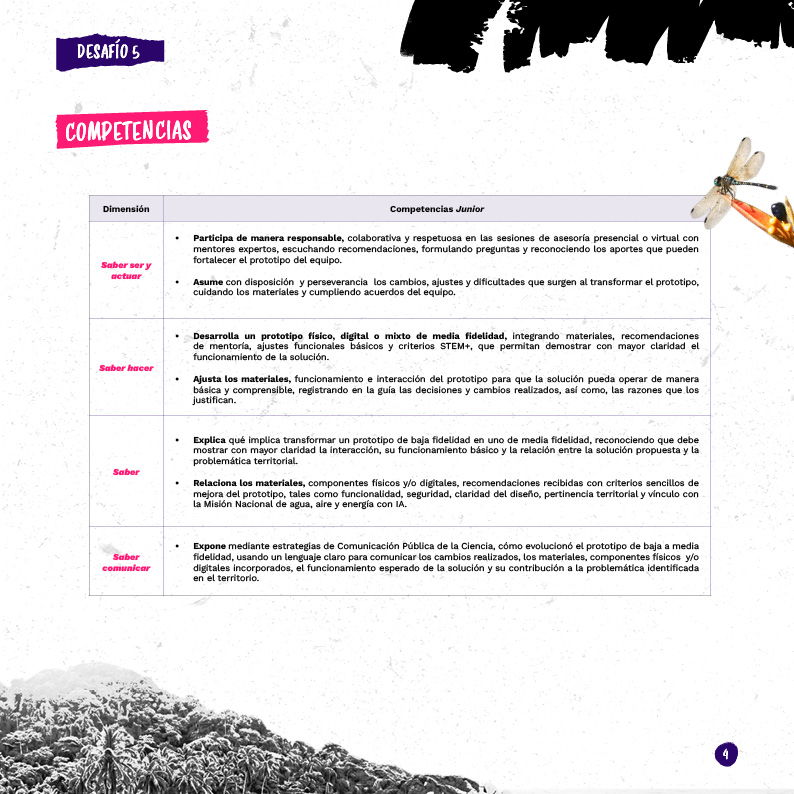 DESAFÍO 5
COMPETENCIAS
Dimensión
Competencias Junior
Saber ser y
actuar
• Participa de manera responsable, colaborativa y respetuosa en las sesiones de asesoría presencial o virtual con
mentores expertos, escuchando recomendaciones, formulando preguntas y reconociendo los aportes que pueden
fortalecer el prototipo del equipo.
• Asume con disposición y perseverancia los cambios, ajustes y dificultades que surgen al transformar el prototipo,
cuidando los materiales y cumpliendo acuerdos del equipo.
Saber hacer
• Desarrolla un prototipo físico, digital o mixto de media fidelidad, integrando materiales, recomendaciones
de mentoría, ajustes funcionales básicos y criterios STEM+, que permitan demostrar con mayor claridad el
funcionamiento de la solución.
• Ajusta los materiales, funcionamiento e interacción del prototipo para que la solución pueda operar de manera
básica y comprensible, registrando en la guía las decisiones y cambios realizados, así como, las razones que los
justifican.
Saber
• Explica qué implica transformar un prototipo de baja fidelidad en uno de media fidelidad, reconociendo que debe
mostrar con mayor claridad la interacción, su funcionamiento básico y la relación entre la solución propuesta y la
problemática territorial.
• Relaciona los materiales, componentes físicos y/o digitales, recomendaciones recibidas con criterios sencillos de
mejora del prototipo, tales como funcionalidad, seguridad, claridad del diseño, pertinencia territorial y vínculo con
la Misión Nacional de agua, aire y energía con IA.
Saber
comunicar
• Expone mediante estrategias de Comunicación Pública de la Ciencia, cómo evolucionó el prototipo de baja a media
fidelidad, usando un lenguaje claro para comunicar los cambios realizados, los materiales, componentes físicos y/o
digitales incorporados, el funcionamiento esperado de la solución y su contribución a la problemática identificada
en el territorio.
4